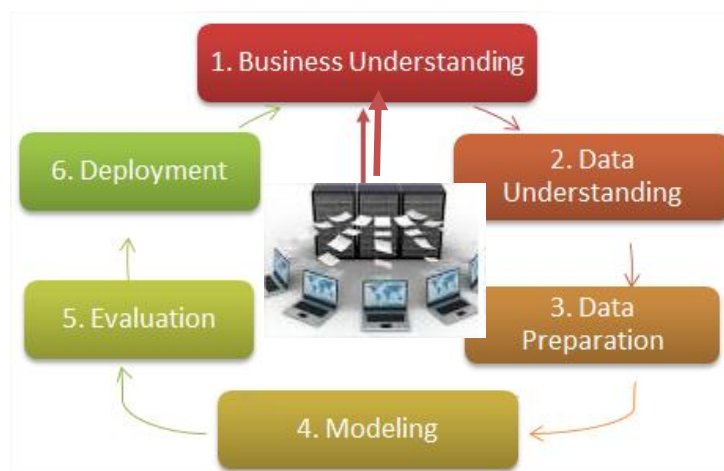 1. Business Understanding
2. Data
Understanding
3. Data
Preparation
4. Modeling
5. Evaluation
6. Deployment